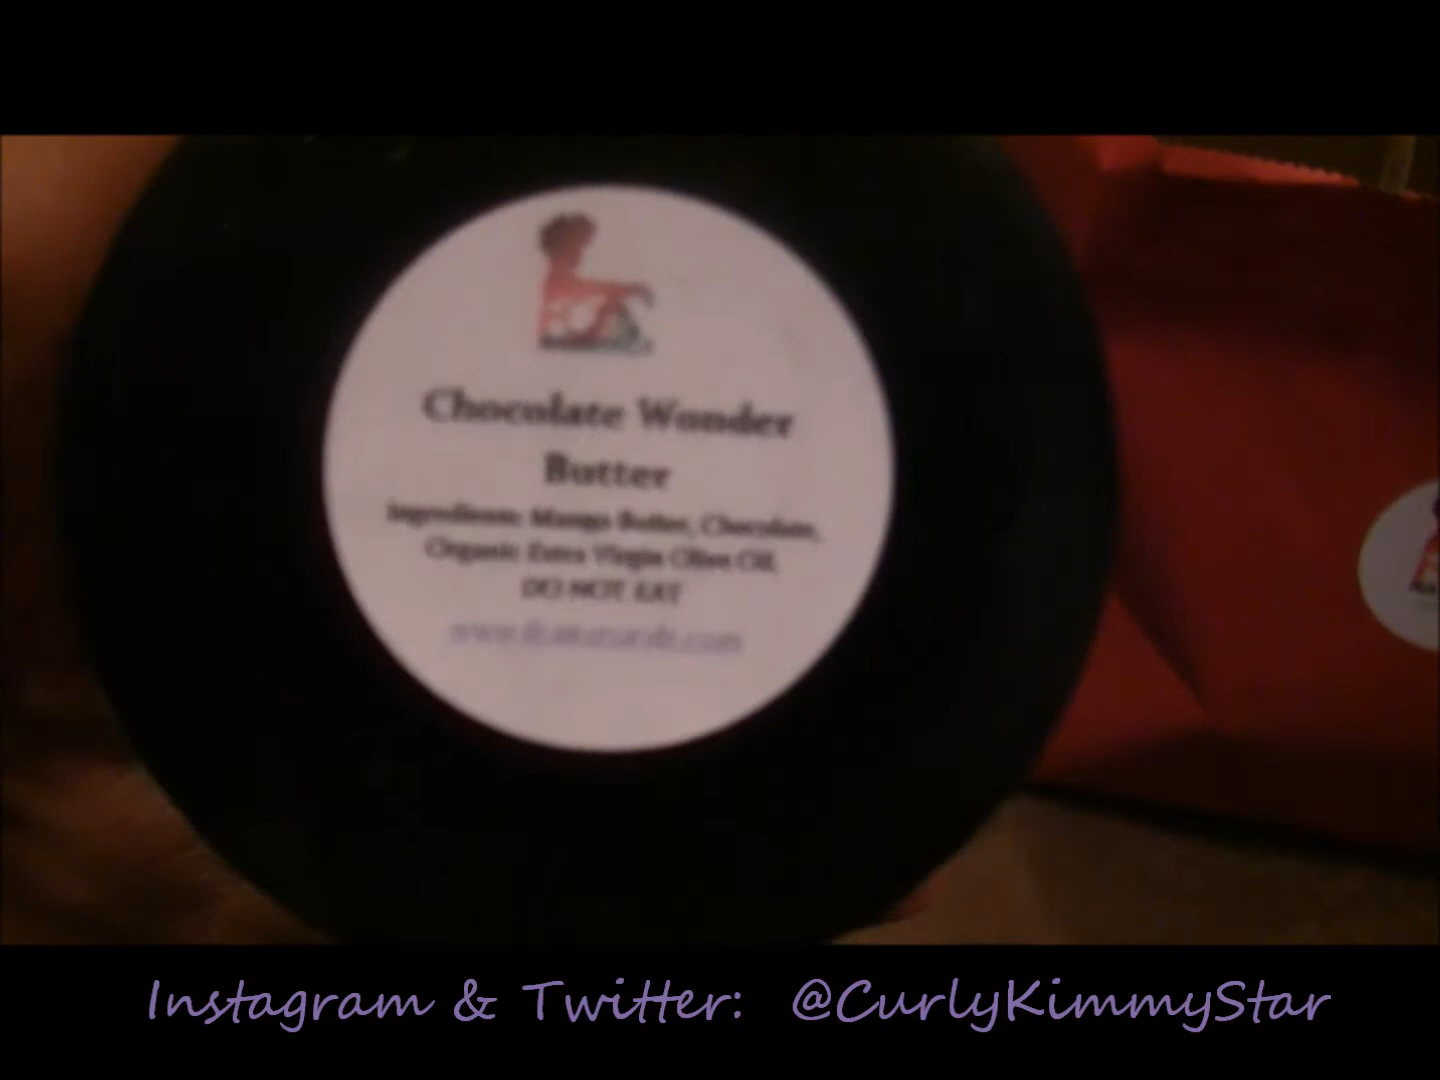 Chocolate Wonder
Butter
Ingredients: Mango Butter, Chocolate,
Organic Extra Virgin Olive Oil,
DO NOT EAT
Instagram & Twitter: @CurlyKimmyStar